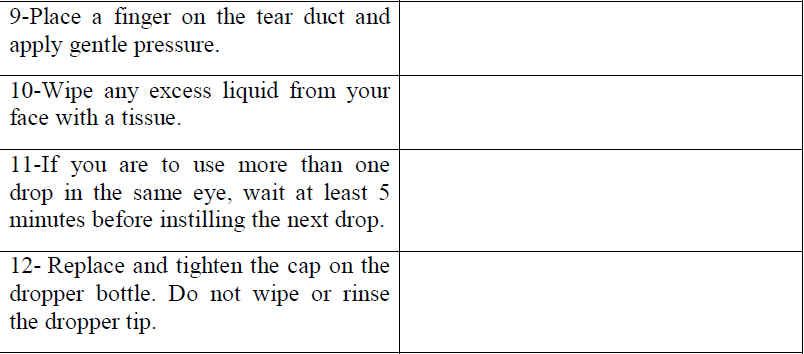 9-Place a finger on the tear duct and
apply gentle pressure.
10-Wipe any excess liquid from your
face with a tissue.
11-If you are to use more than one
drop in the same eye, wait at least 5
minutes before instilling the next drop.
12- Replace and tighten the cap on the
dropper bottle. Do not wipe or rinse
the dropper tip.